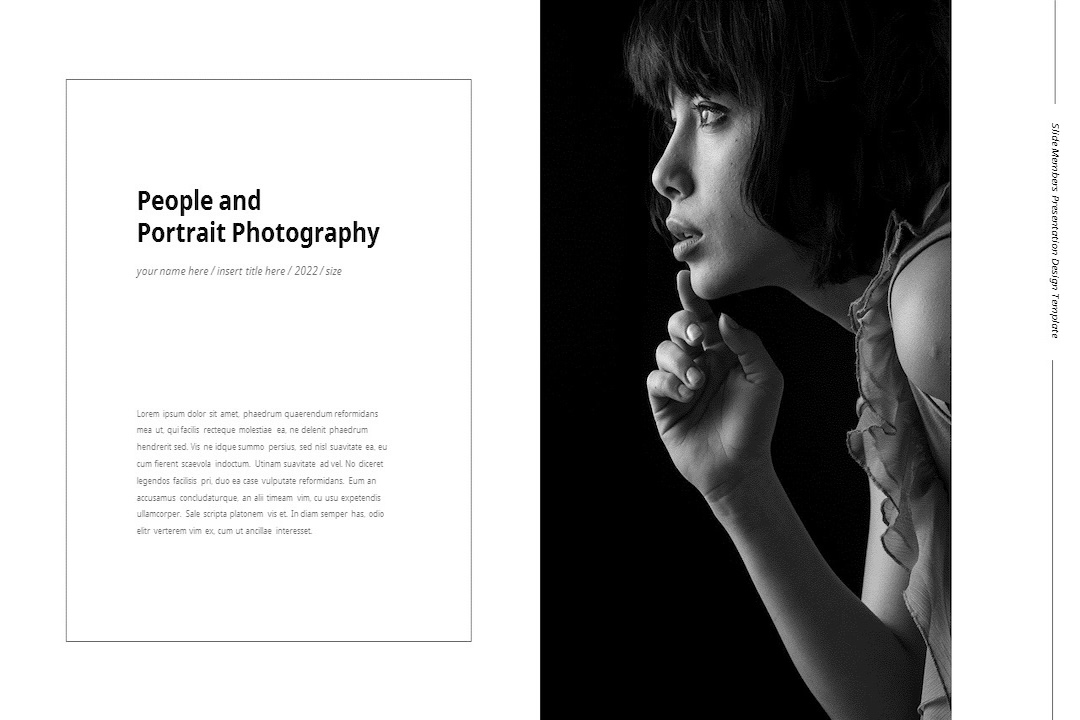 People and
Portrait Photography
your name here / insert title here / 2022 / size
Lorem ipsum dolor sit amet, phaedrum quaerendum reformidans
mea ut, qui facilis recteque molestiae ea, ne delenit phaedrum
hendrerit sed. Vis ne idque summo persius, sed nisl suavitate ea, eu
cum fierent scaevola indoctum. Utinam suavitate ad vel. No diceret
legendos facilisis pri, duo ea case vulputate reformidans. Eum an
accusamus concludaturque, an alii timeam vim, cu usu expetendis
ullamcorper. Sale scripta platonem vis et. In diam semper has, odio
elitr verterem vim ex, cum ut ancillae interesset.
Slide Members Presentation Design Template